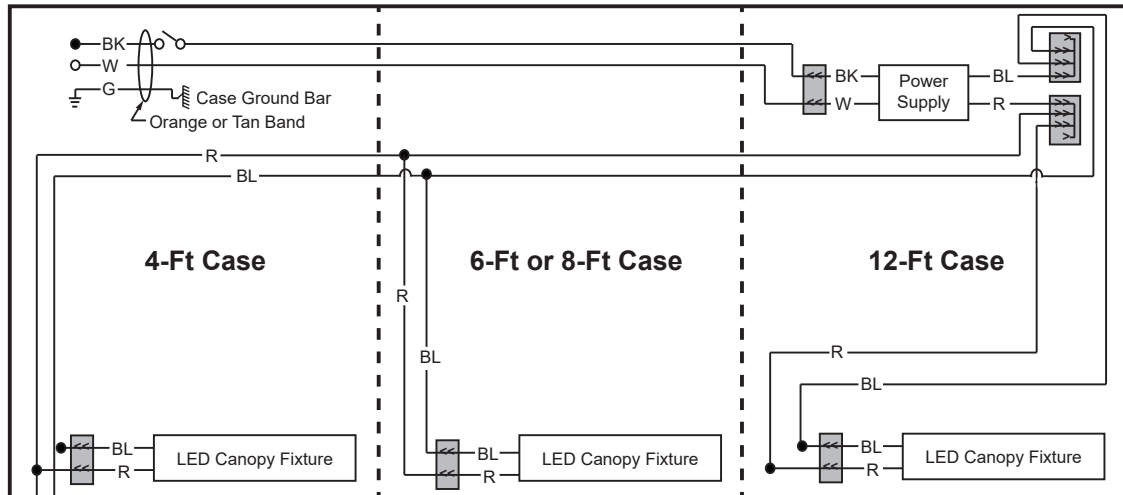 BK
W
G
Case Ground Bar
Orange or Tan Band
BK
W
Power
Supply
BL
R
R
BL
4-Ft Case
6-Ft or 8-Ft Case
12-Ft Case
R
BL
R
BL
BL
R
LED Canopy Fixture
BL
R
LED Canopy Fixture
BL
R
LED Canopy Fixture